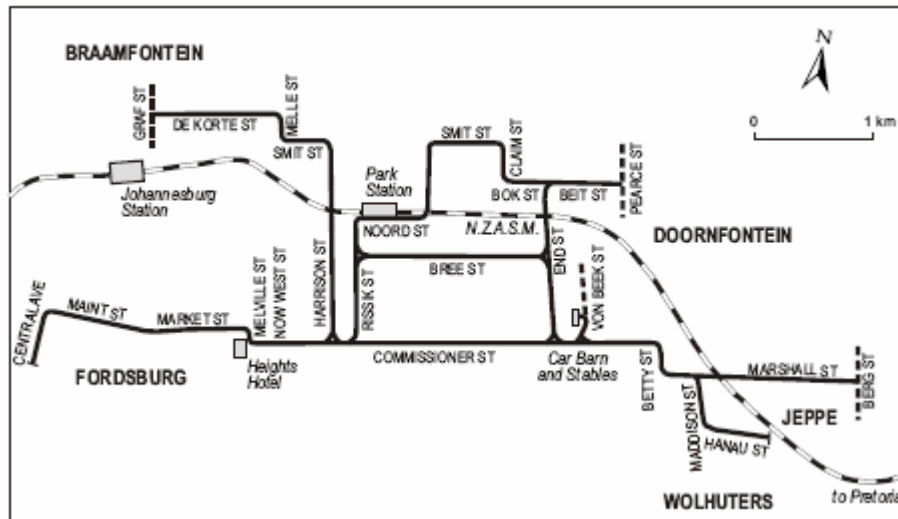 BRAAMFONTEIN
GRAF ST
DE KORTE ST
MELLE ST
SMIT ST
SMIT ST
CLAIM ST
0
1 km
Johannesburg
Station
Park
Station
BOK ST
BEIT ST
PEARCE ST
NOORD ST
N.Z.A.S.M.
DOORNFONTEIN
CENTRAL AVE
MAINT ST
MARKET ST
MELVILLE ST
NOW WEST ST
HARRISON ST
RISSIK ST
BREE ST
END ST
VON BEEK ST
FORDSBURG
Heights
Hotel
COMMISSIONER ST
Car Barn
and Stables
BETTY ST
MARSHALL ST
BERG ST
MADDISON ST
HANAU ST
JEPPE
WOLHUTERS
to Pretoria